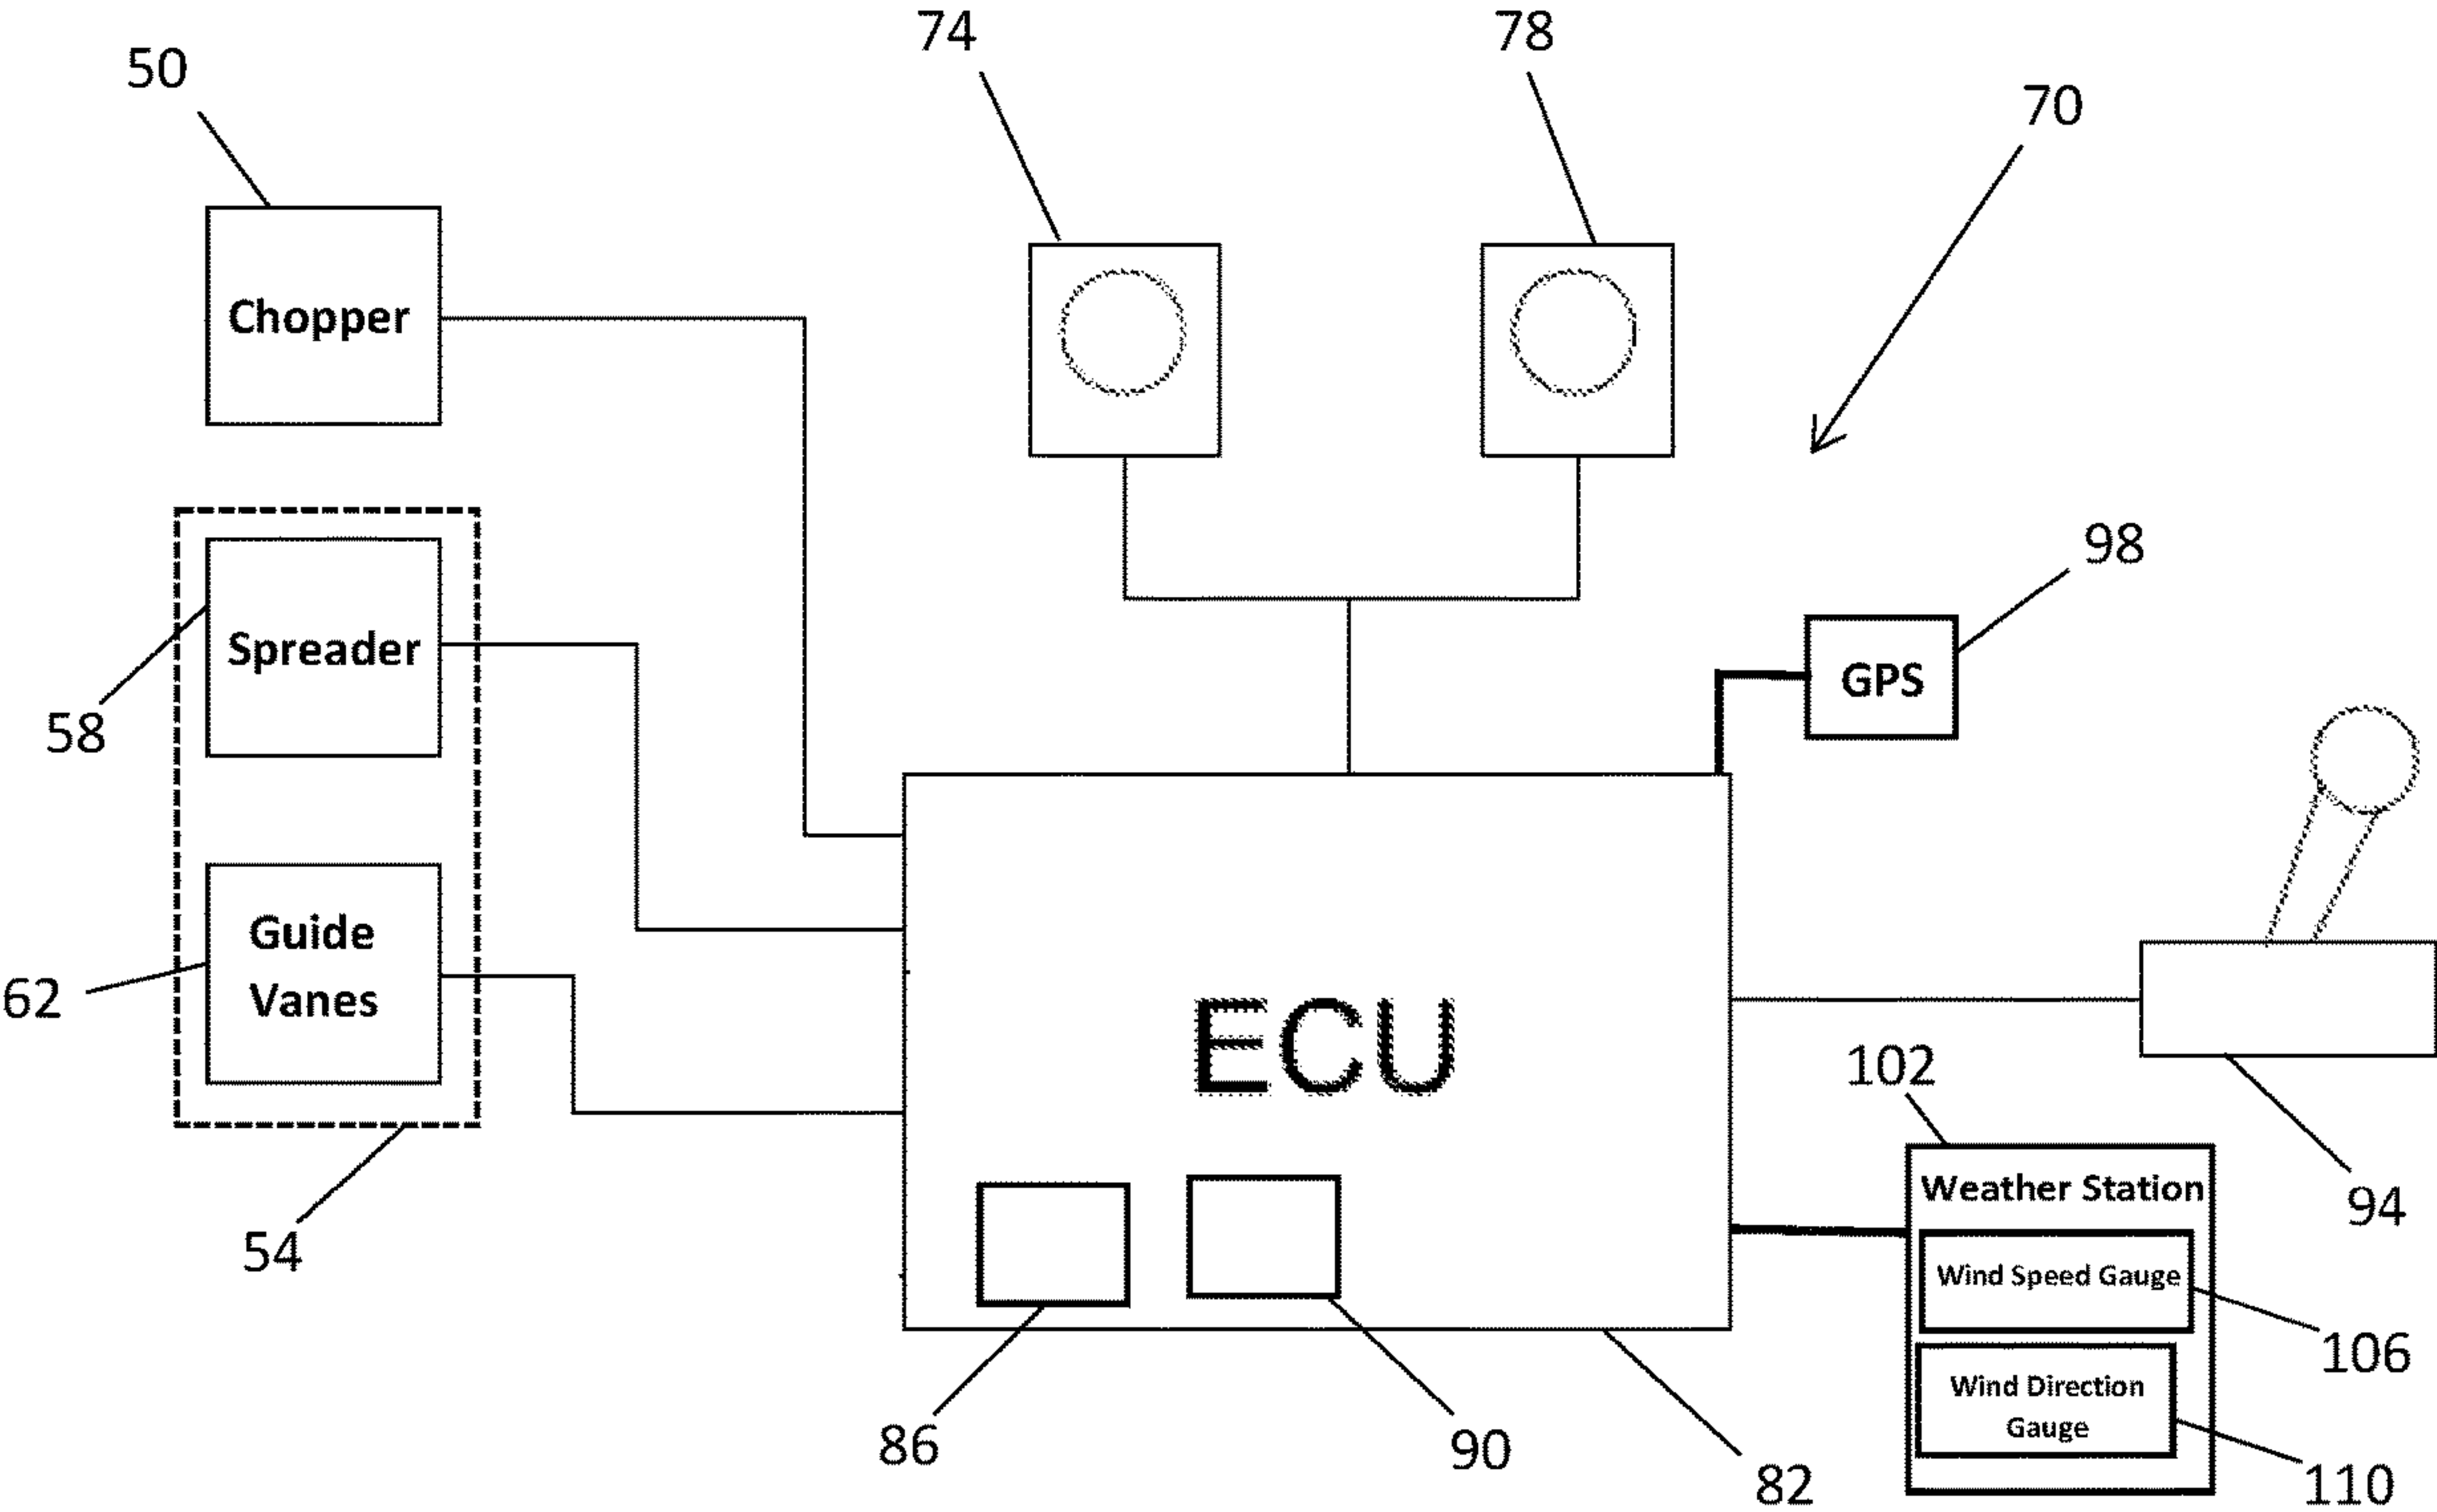 74
78
50
70
Chopper
98
Spreader
GPS
58
Guide
Vanes
62
ECU
102
Weather Station
94
54
Wind Speed Gauge
106
Wind Direction
Gauge
86
90
82
110